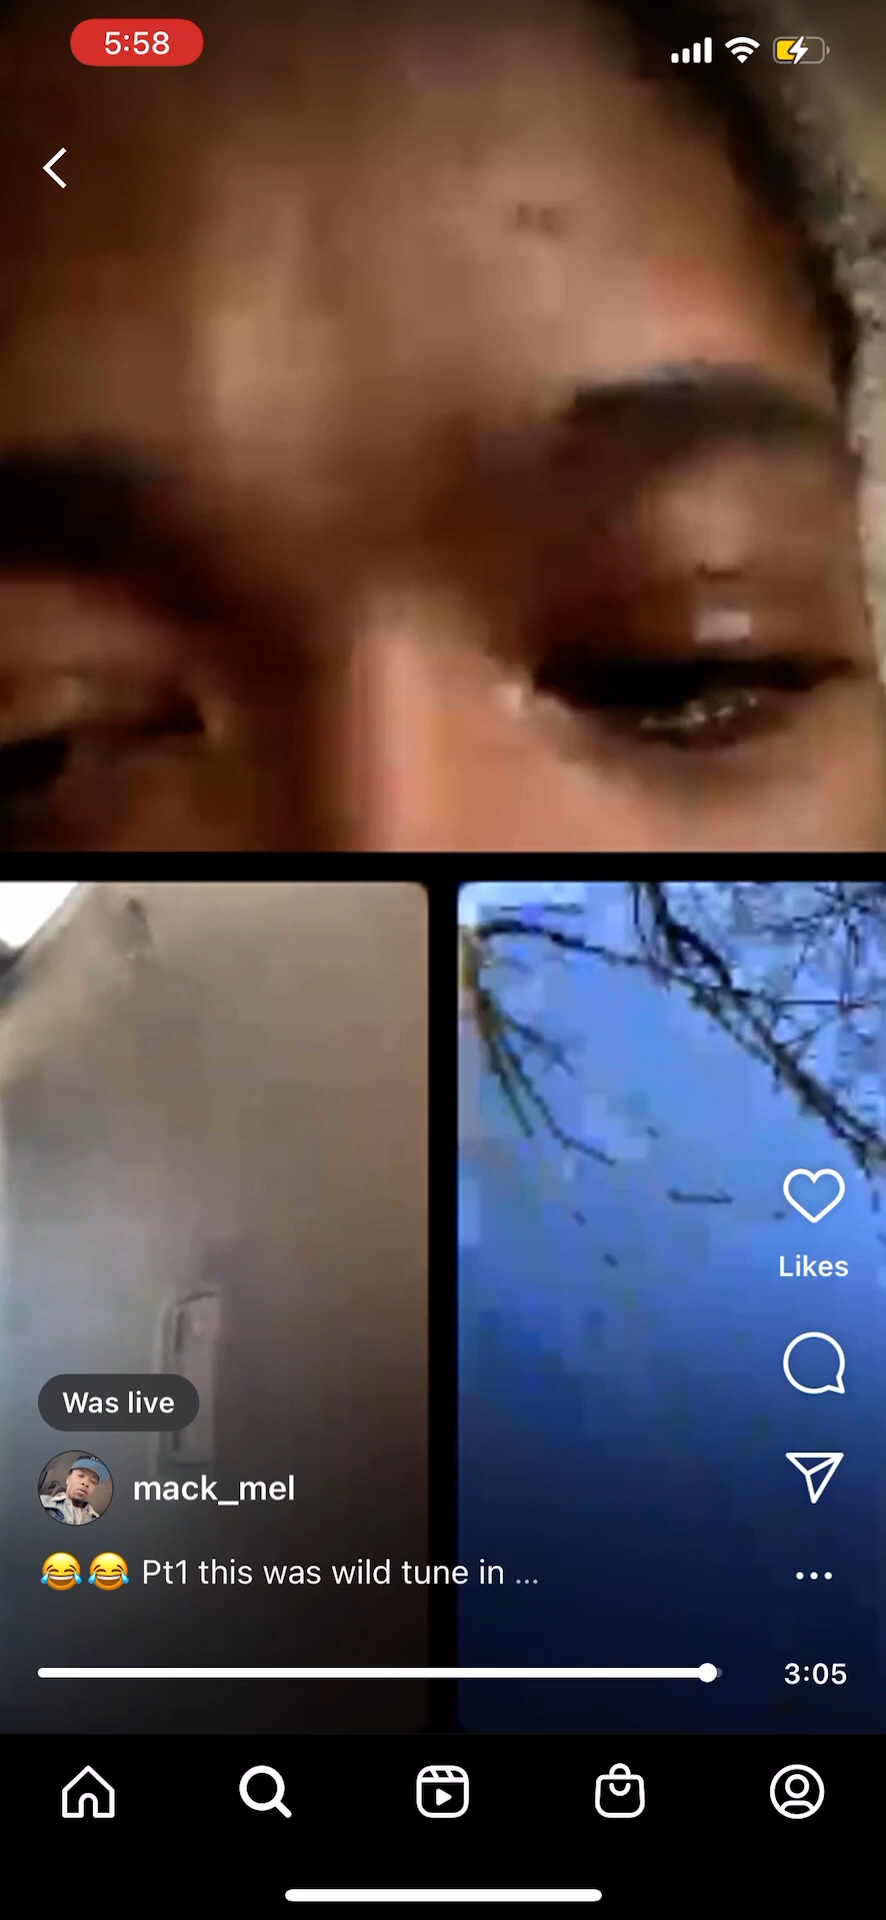 5:58
Likes
Was live
mack_mel
😂😂 Pt1 this was wild tune in ...
3:05